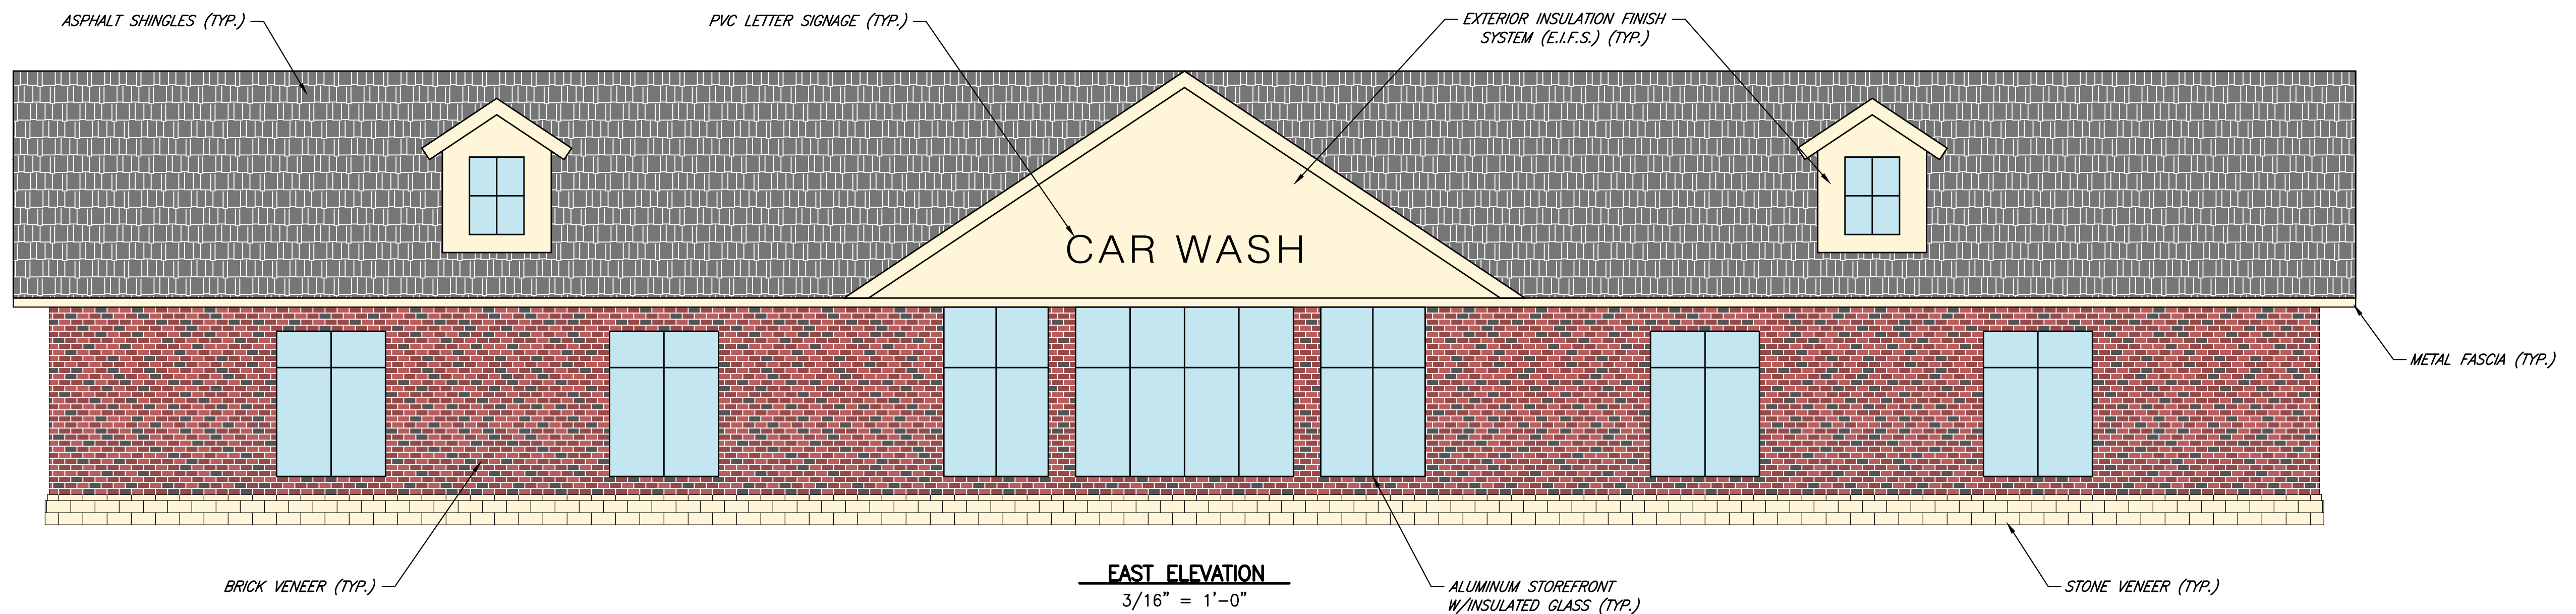 ASPHALT SHINGLES (TYP.)
PVC LETTER SIGNAGE (TYP.)
EXTERIOR INSULATION FINISH
SYSTEM (E.I.F.S.) (TYP.)
CAR WASH
METAL FASCIA (TYP.)
BRICK VENEER (TYP.)
EAST ELEVATION
3/16" = 1'-0"
ALUMINUM STOREFRONT
W/INSULATED GLASS (TYP.)
STONE VENEER (TYP.)